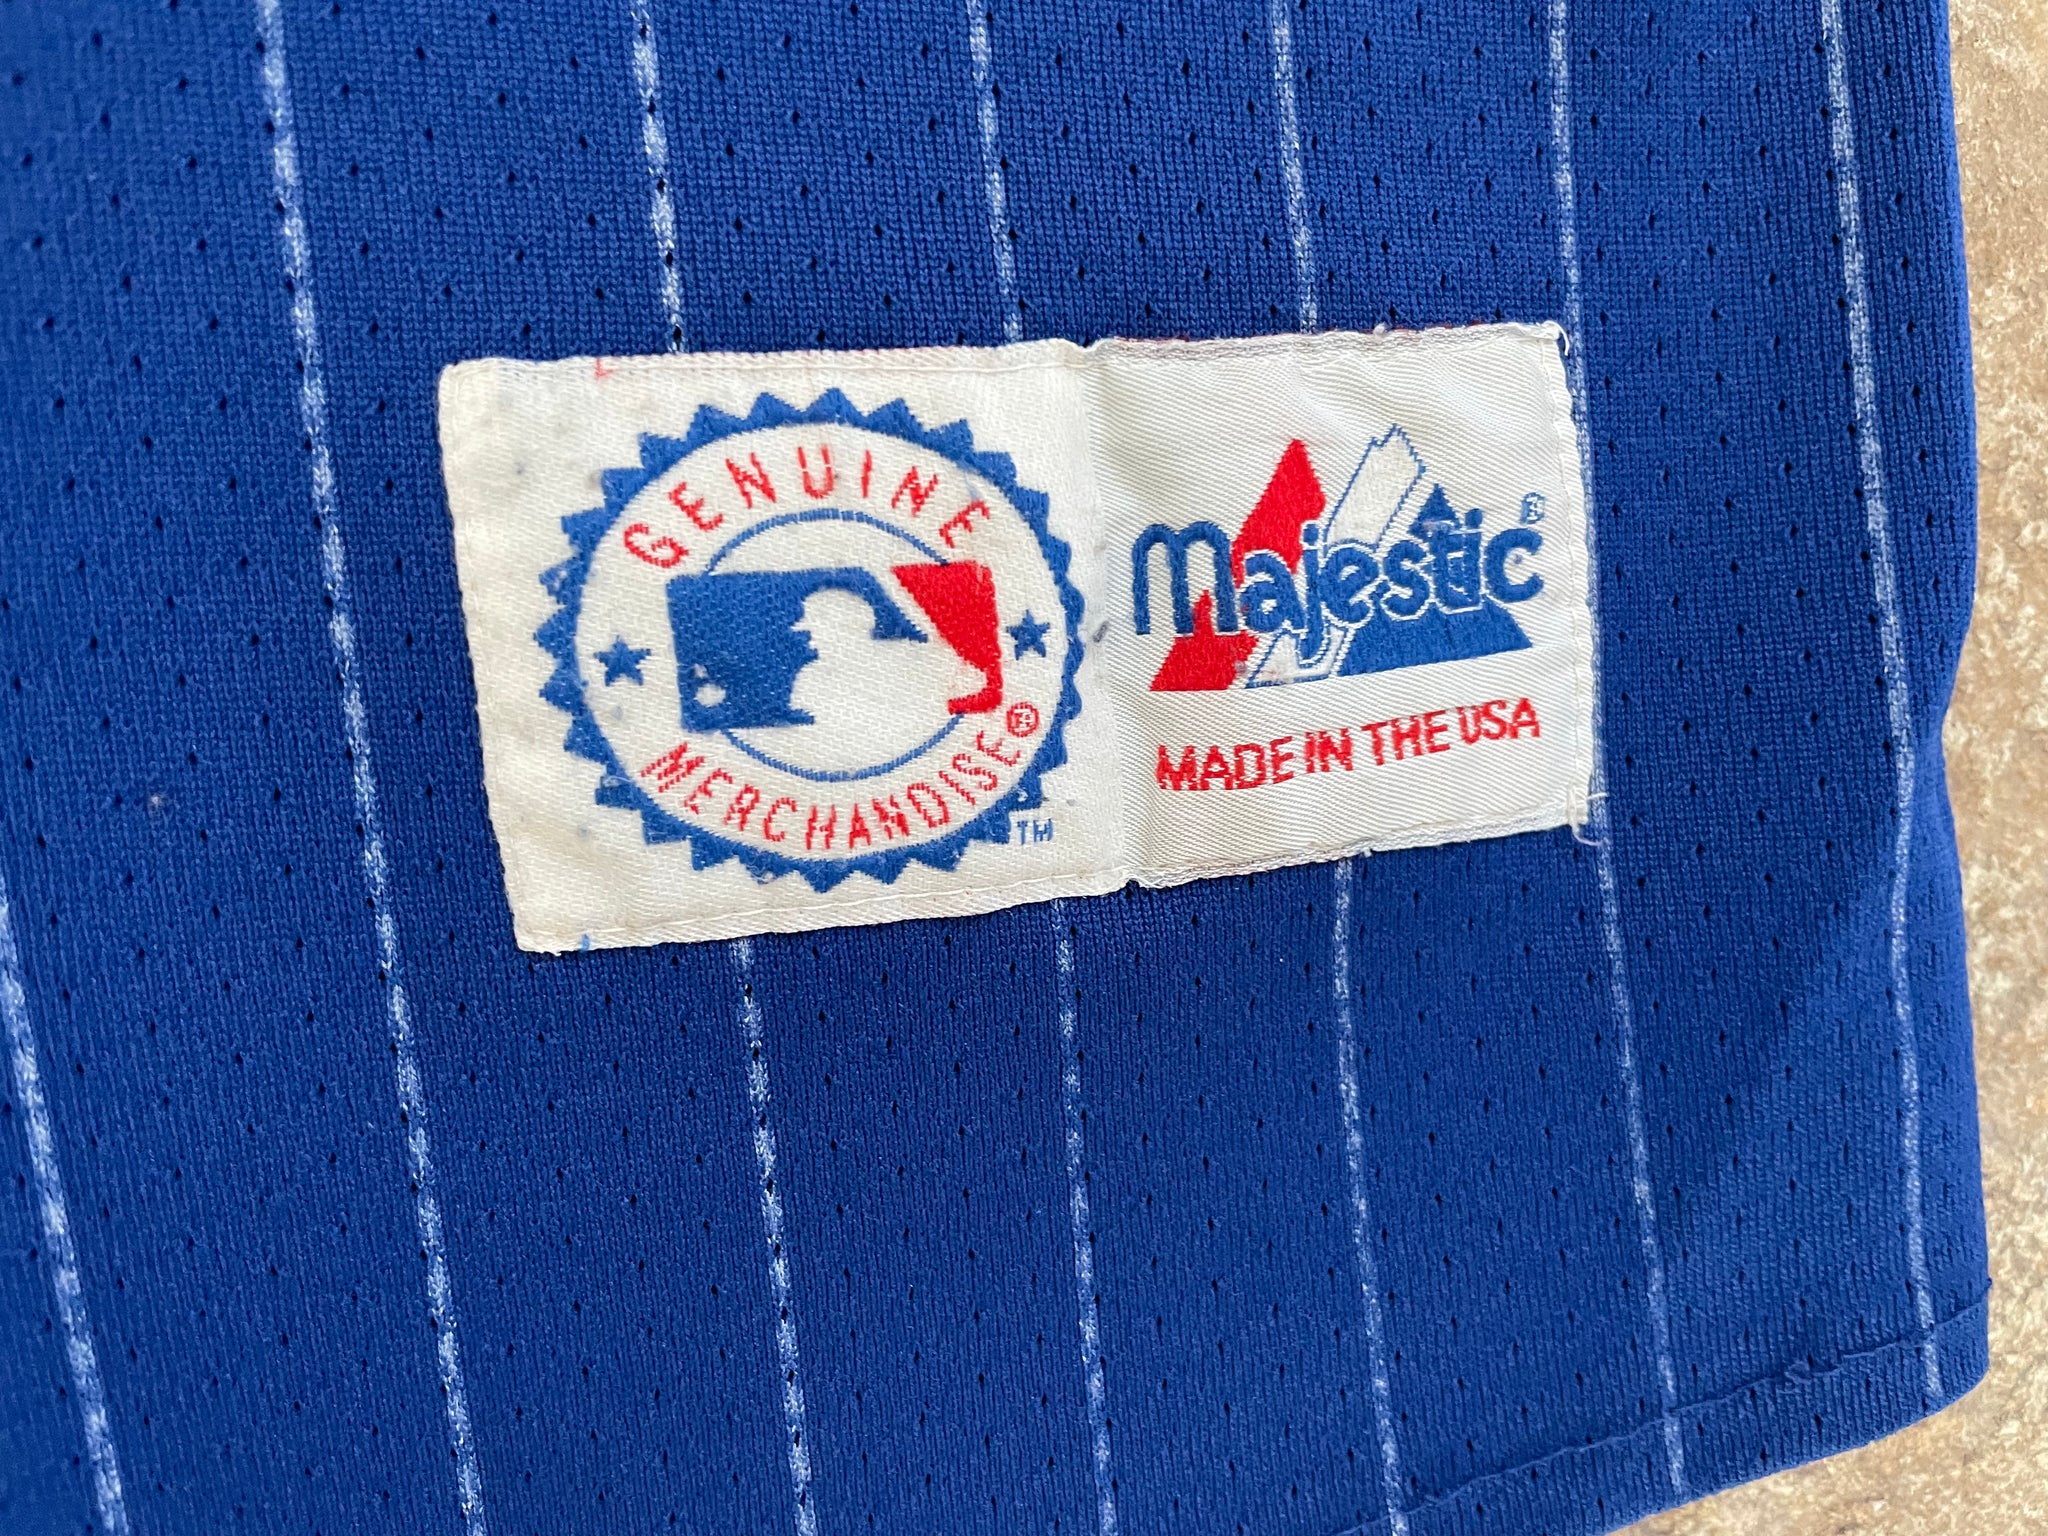 GENUINE
MERCHANDISE®
TM
Majestic®
MADE IN THE USA